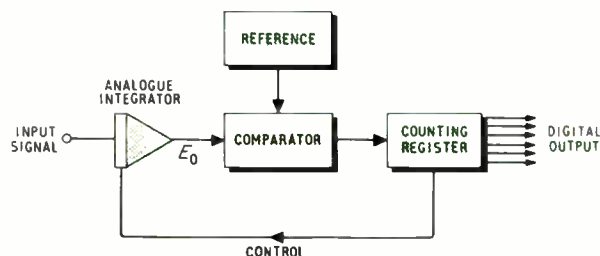 REFERENCE
ANALOGUE
INTEGRATOR
INPUT
SIGNAL
E0
COMPARATOR
COUNTING
REGISTER
DIGITAL
OUTPUT
CONTROL